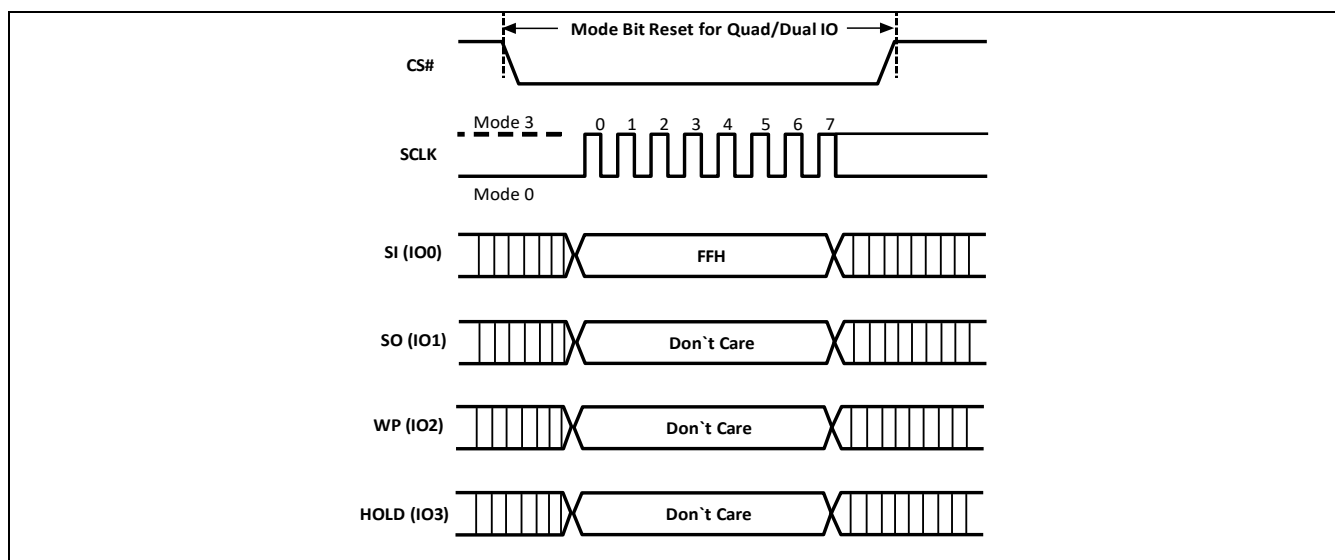 Mode Bit Reset for Quad/Dual IO
CS#
Mode 3
0 1 2 3 4 5 6 7
SCLK
Mode 0
SI (IO0)
FFH
SO (IO1)
Don`t Care
WP (IO2)
Don`t Care
HOLD (IO3)
Don`t Care